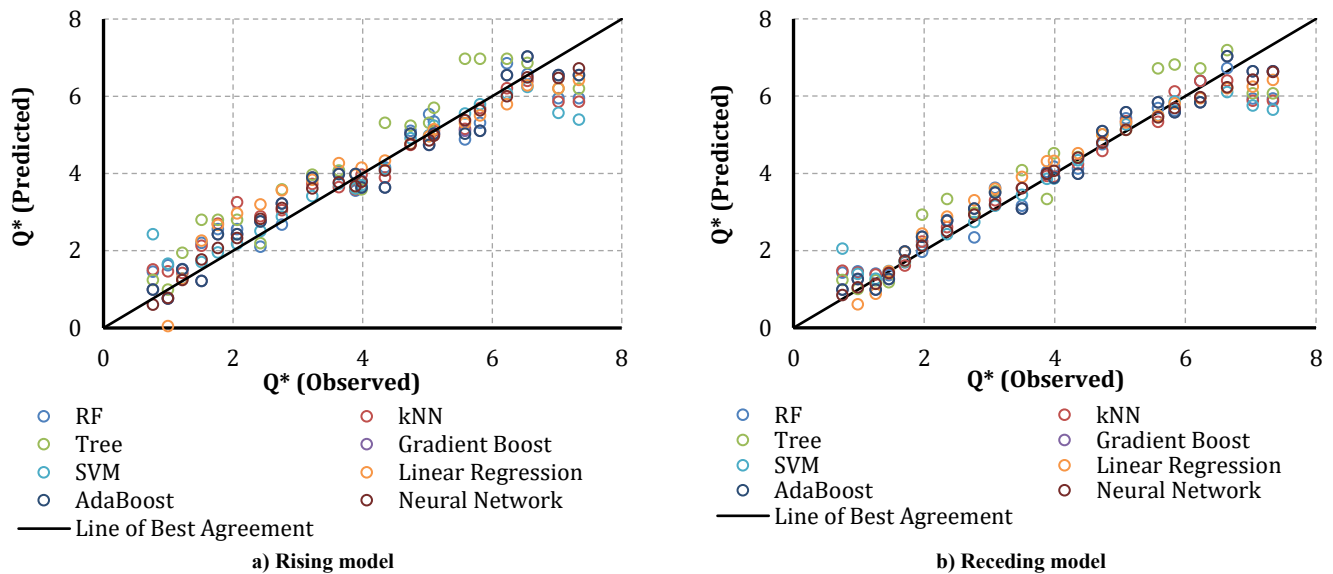 8
6
4
2
0
Q* (Predicted)
0 2 4 6 8
Q* (Observed)
RF kNN
Tree Gradient Boost
SVM Linear Regression
AdaBoost Neural Network
Line of Best Agreement
a) Rising model
8
6
4
2
0
Q* (Predicted)
0 2 4 6 8
Q* (Observed)
RF kNN
Tree Gradient Boost
SVM Linear Regression
AdaBoost Neural Network
Line of Best Agreement
b) Receding model